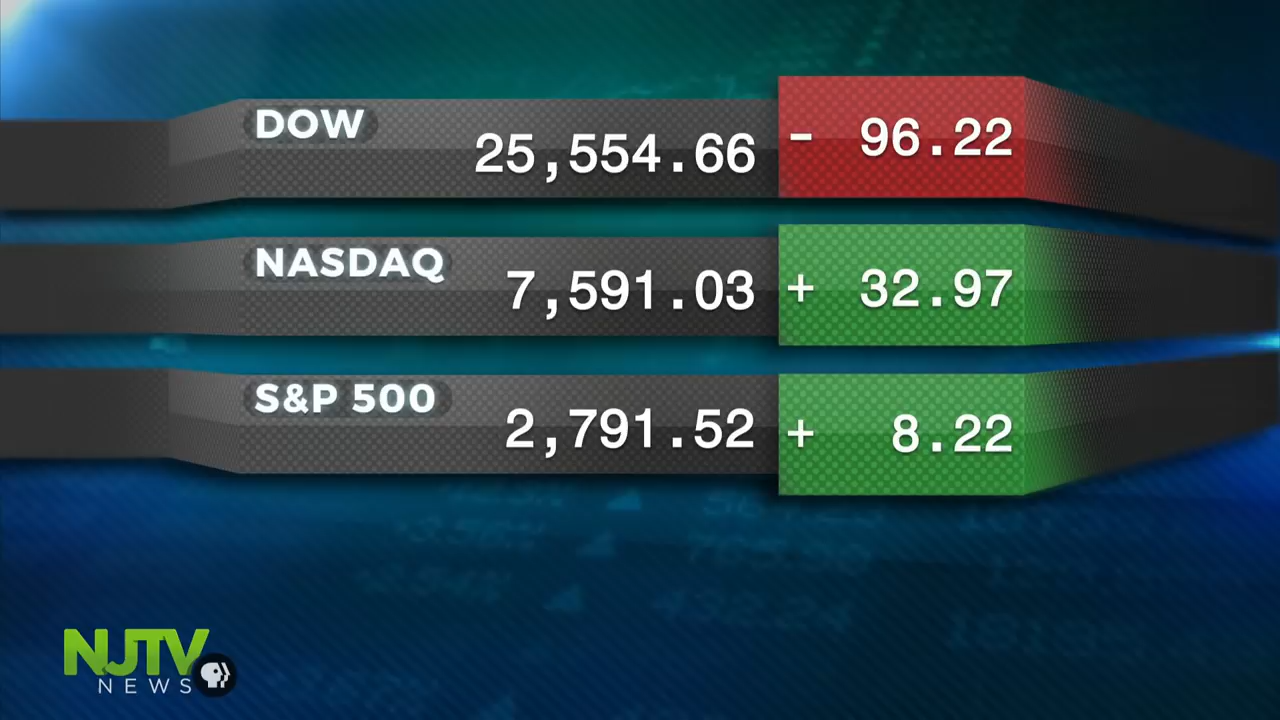 DOW 25,554.66 - 96.22
NASDAQ 7,591.03 + 32.97
S&P 500 2,791.52 + 8.22
NJTV
NEWS